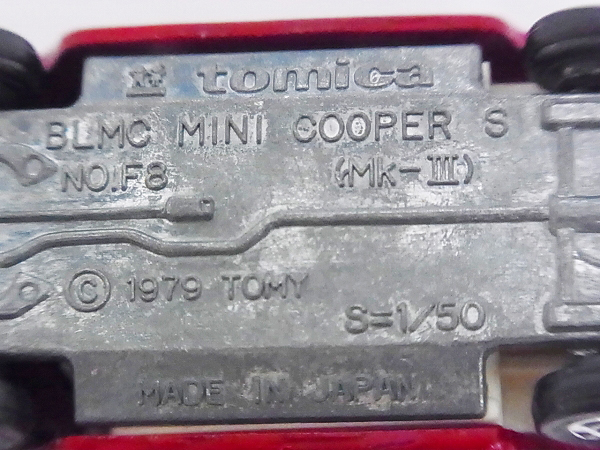 tomica
BLMC MINI COOPER S
NO.F8 (Mk-III)
© 1979 TOMY
S=1/50
MADE IN JAPAN